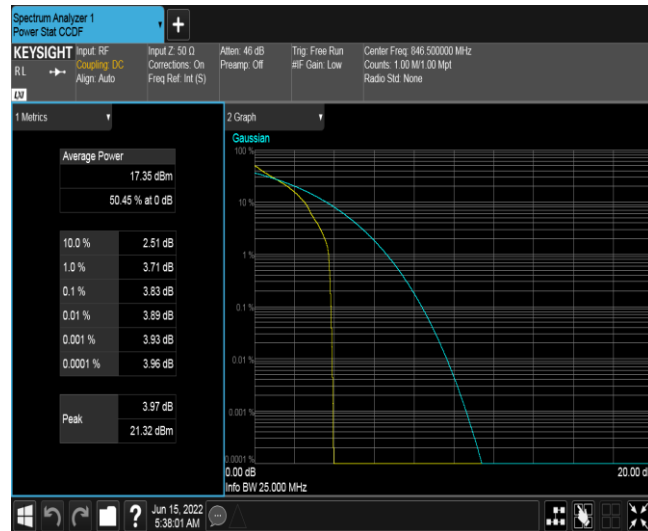 Spectrum Analyzer 1
Power Stat CCDF
+
KEYSIGHT
RL
LXI
Input: RF
Coupling: DC
Align: Auto
Input Z: 50 Ω
Corrections: On
Freq Ref: Int (S)
Atten: 46 dB
Preamp: Off
Trig: Free Run
#IF Gain: Low
Center Freq: 846.500000 MHz
Counts: 1.00 M/1.00 Mpt
Radio Std: None
1 Metrics
Average Power
17.35 dBm
50.45 % at 0 dB
10.0 % 2.51 dB
1.0 % 3.71 dB
0.1 % 3.83 dB
0.01 % 3.89 dB
0.001 % 3.93 dB
0.0001 % 3.96 dB
Peak
3.97 dB
21.32 dBm
2 Graph
Gaussian
100 %
10 %
1 %
0.1 %
0.01 %
0.001 %
0.0001 %
0.00 dB
20.00 d
Info BW 25.000 MHz
?
Jun 15, 2022
5:38:01 AM